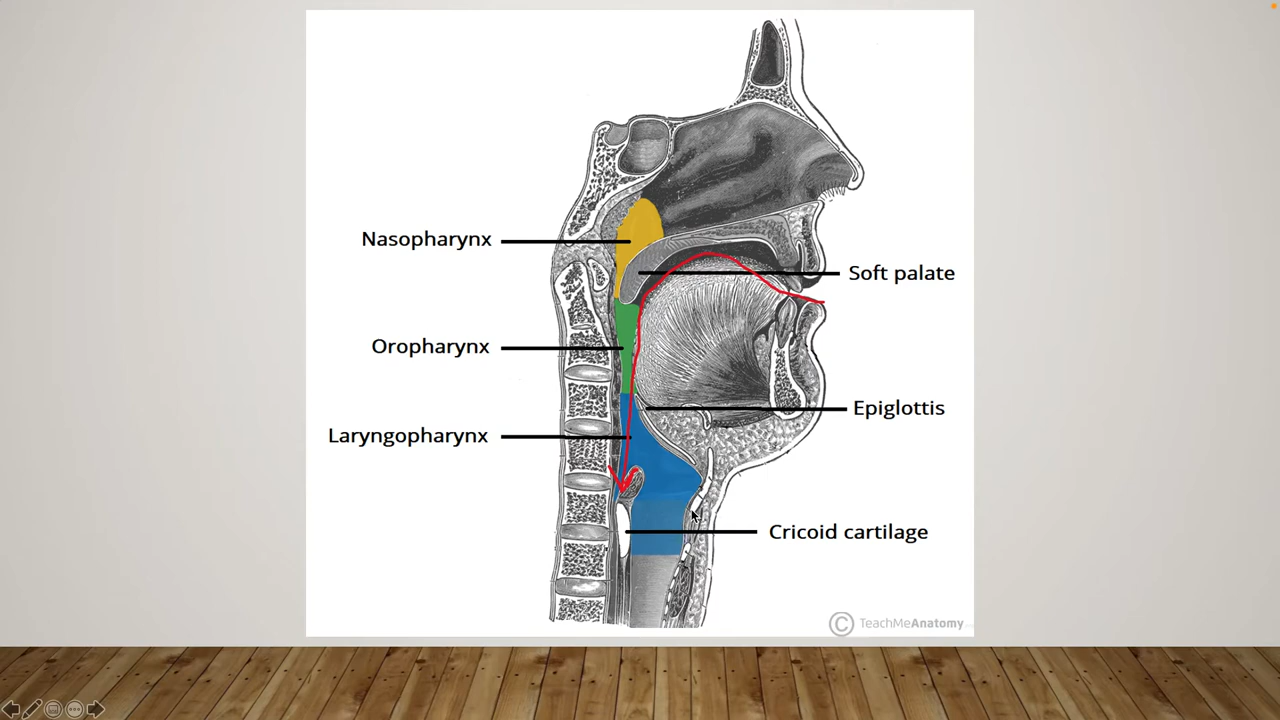 Nasopharynx
Soft palate
Oropharynx
Epiglottis
Laryngopharynx
Cricoid cartilage
© TeachMeAnatomy